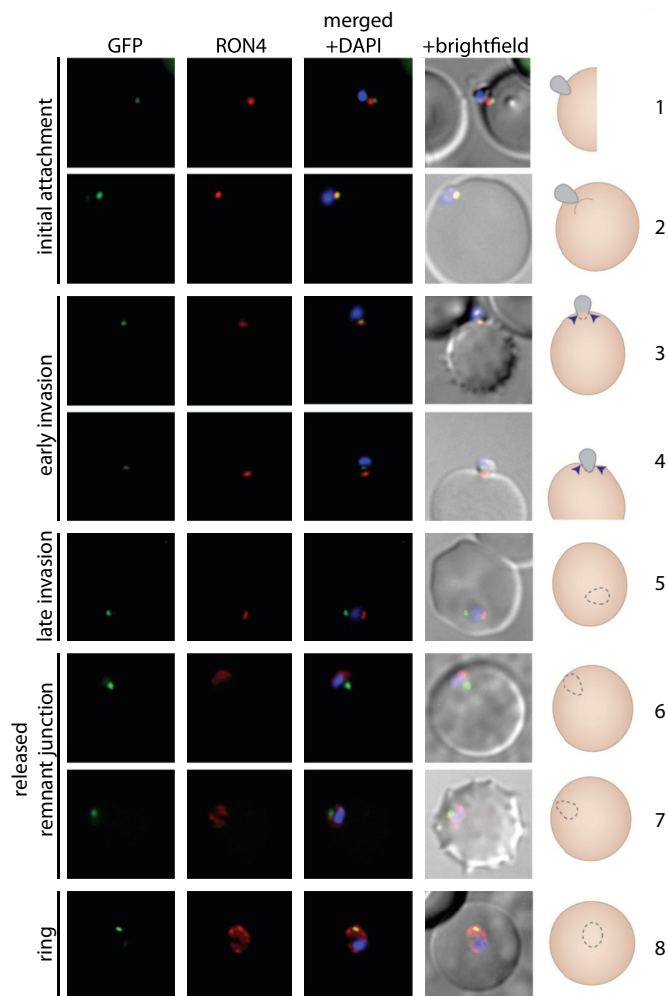 GFP
RON4
merged
+DAPI
+brightfield
initial attachment
1
2
early invasion
3
4
late invasion
5
released
remnant junction
6
7
ring
8